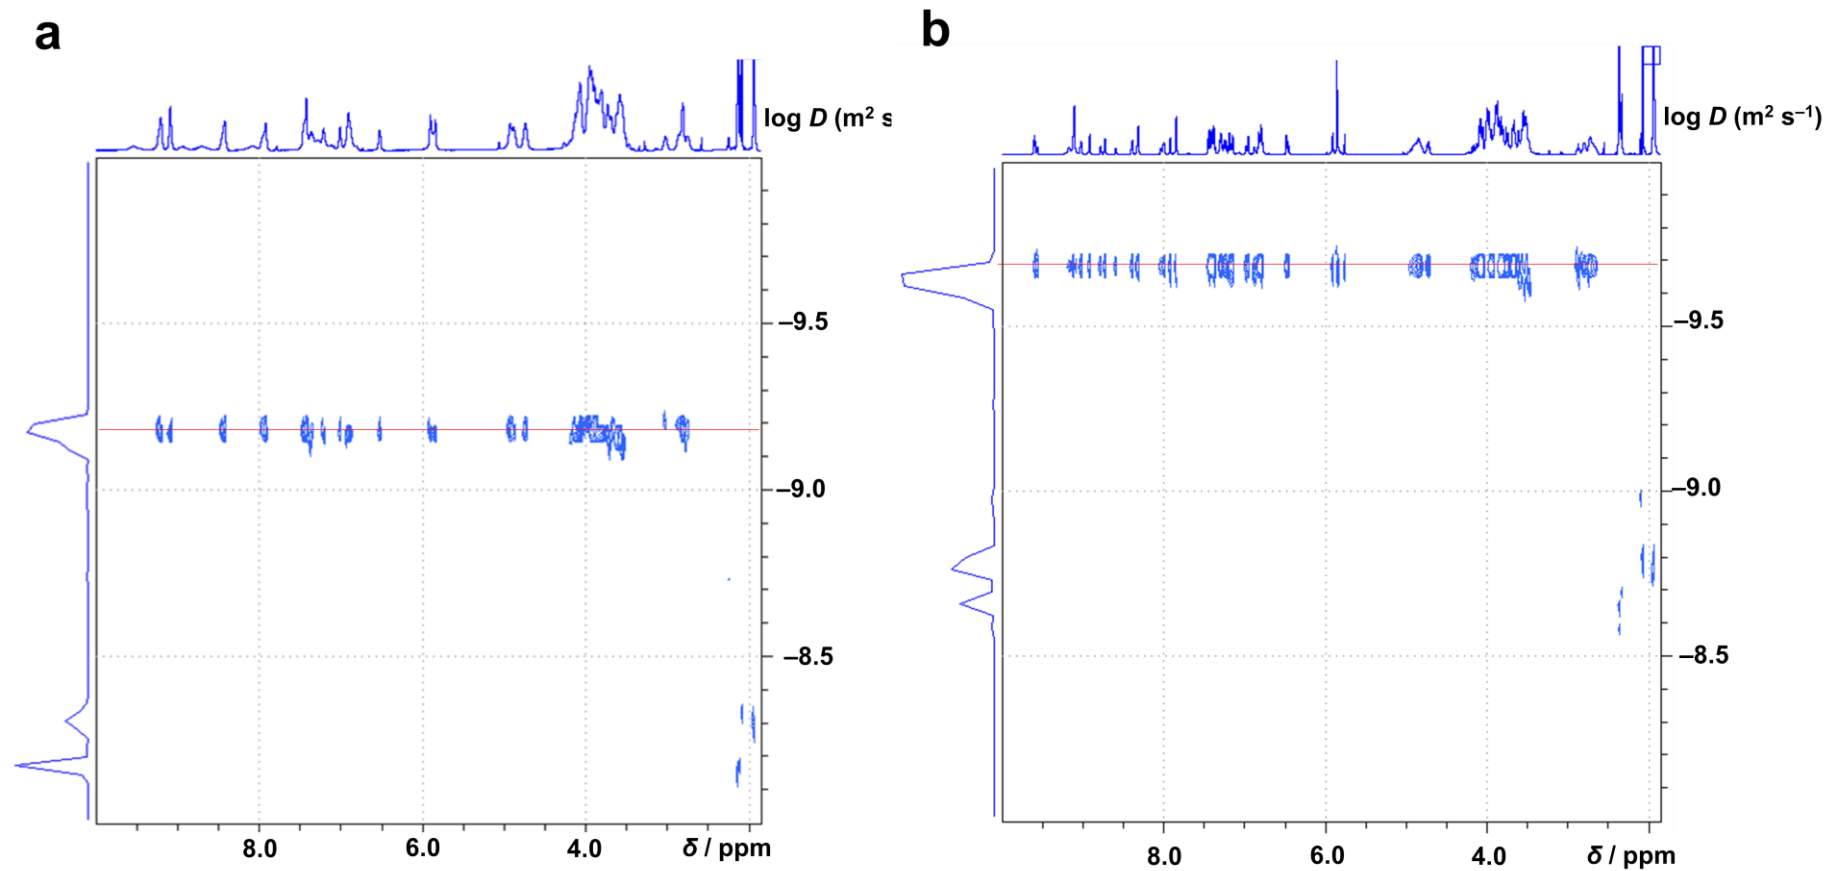 a
log D (m² s
–9.5
–9.0
–8.5
8.0 6.0 4.0 δ / ppm
b
log D (m² s⁻¹)
–9.5
–9.0
–8.5
8.0 6.0 4.0 δ / ppm